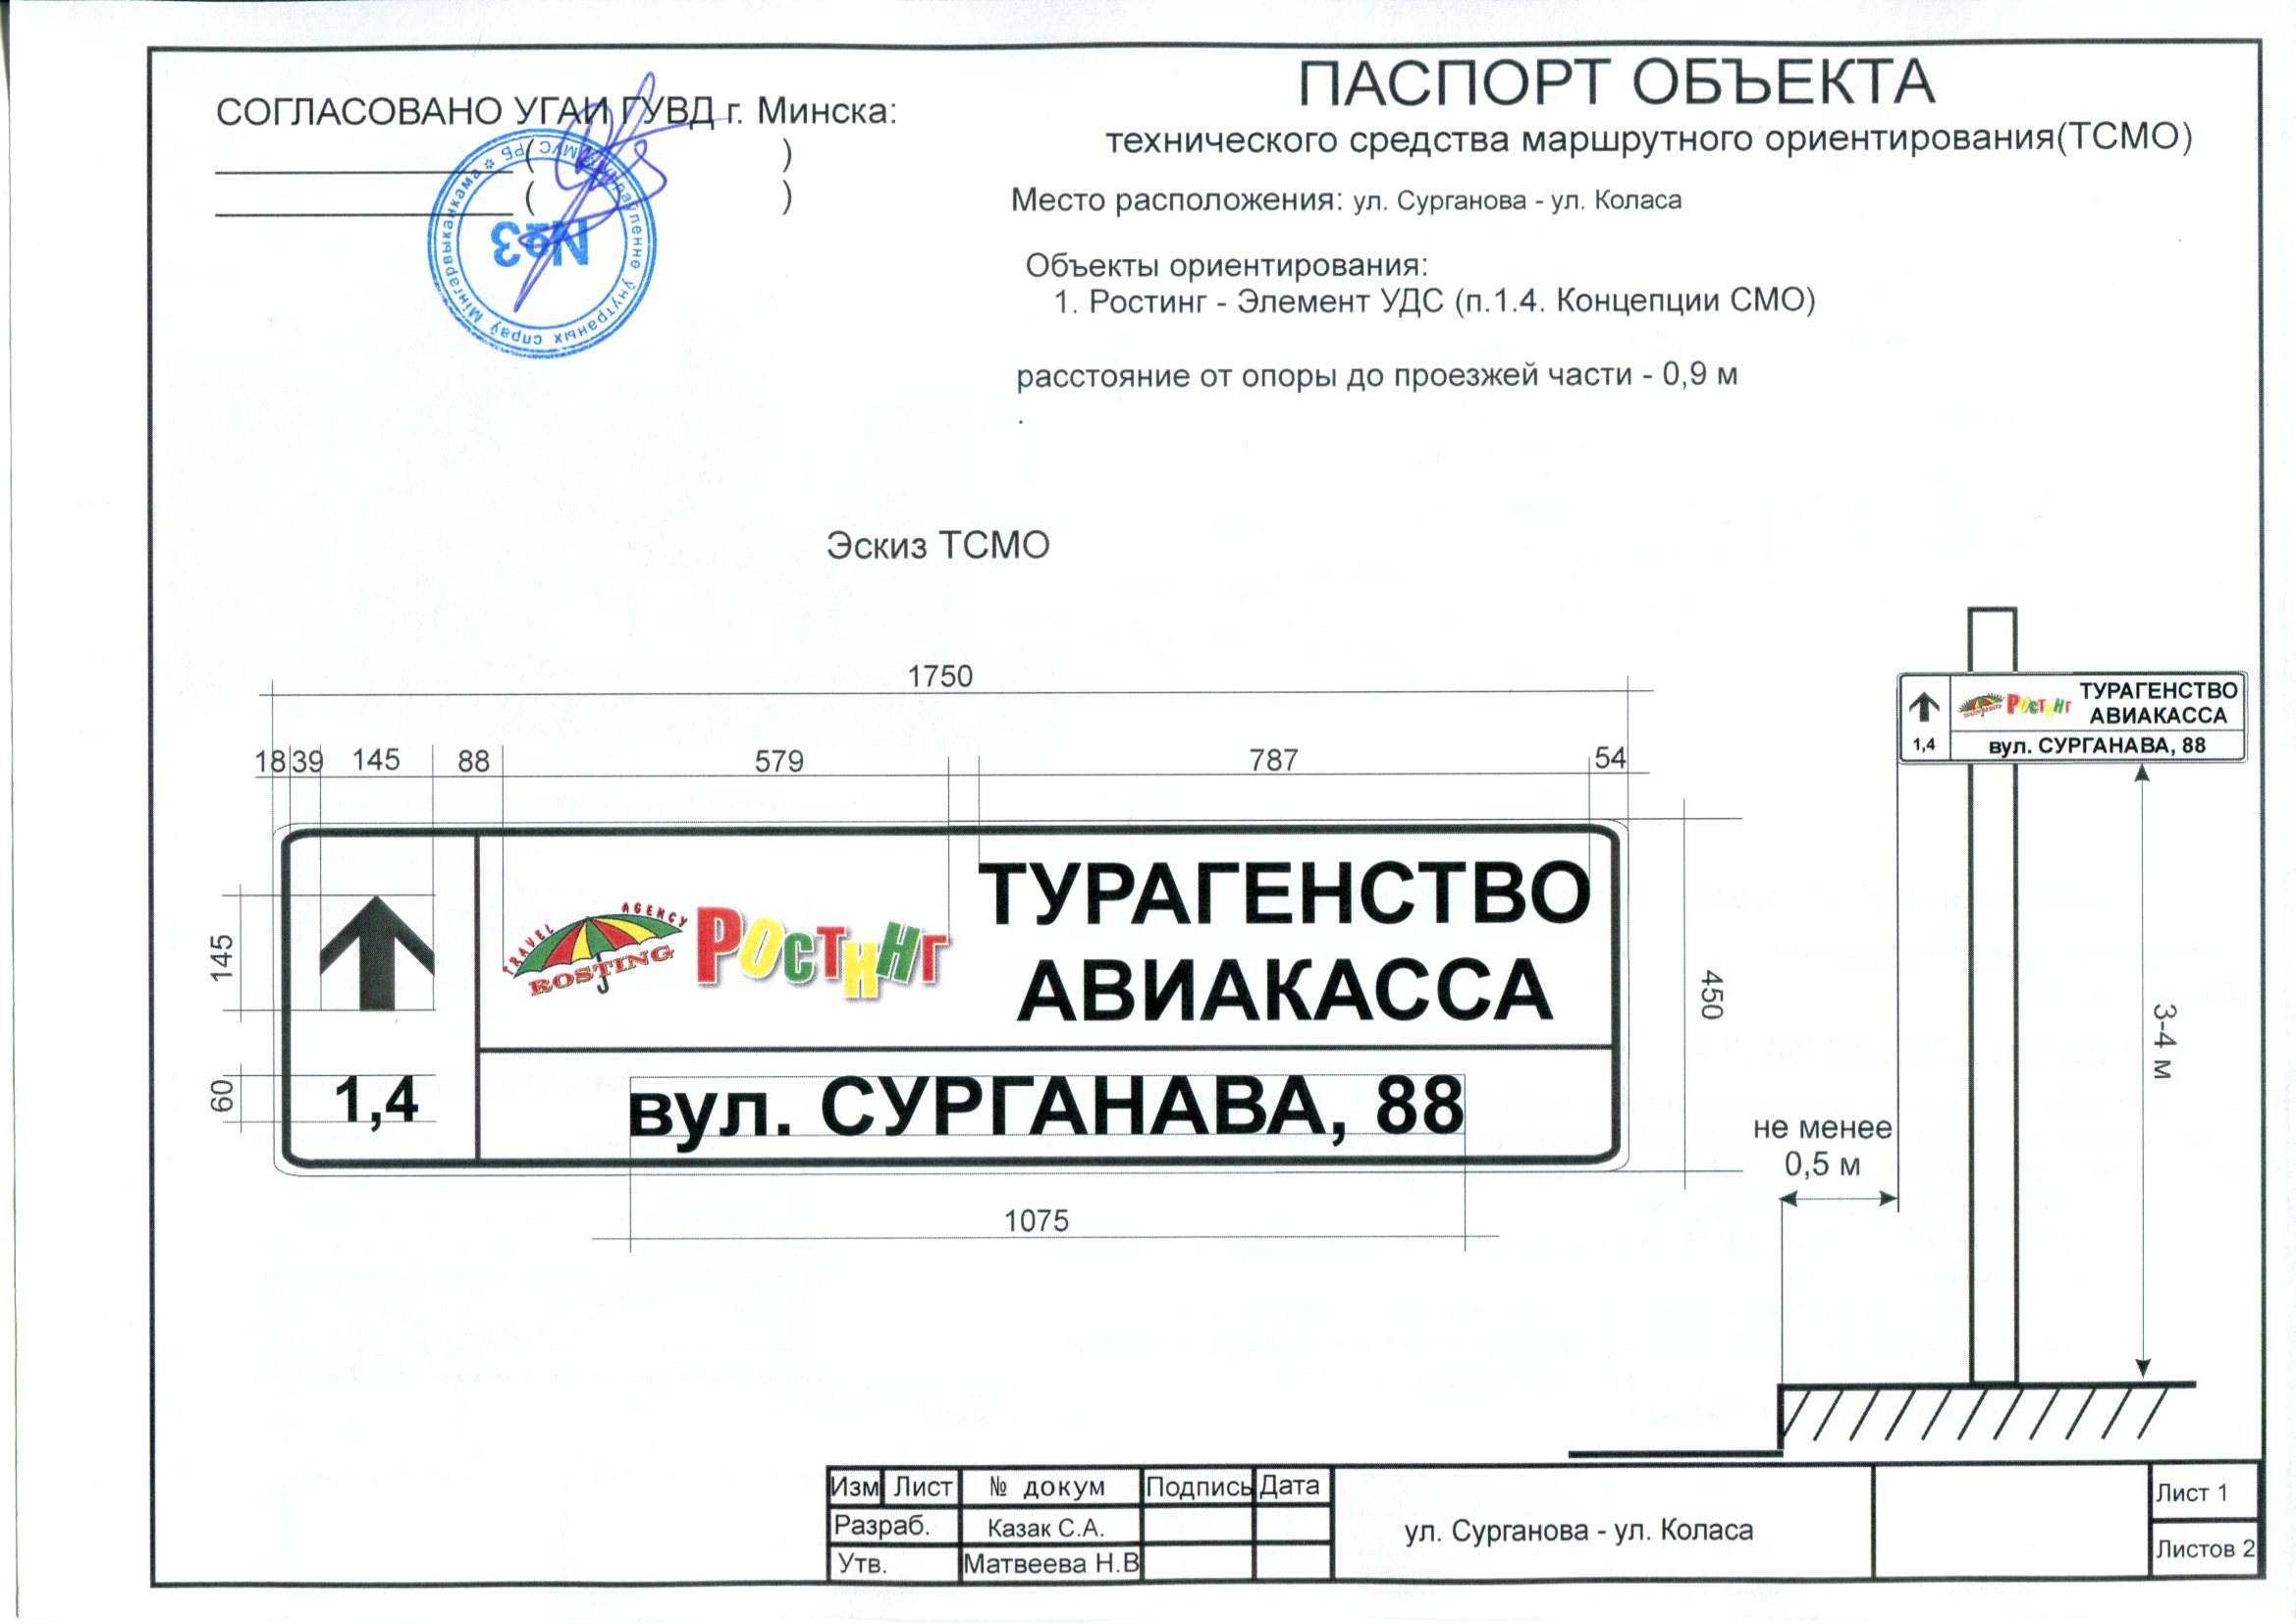 СОГЛАСОВАНО УГАИ ГУВД г. Минска:
( )
( )
№3
ўпраўленне ўнутраных спраў Мінгарвыканкама * МУС РБ
ПАСПОРТ ОБЪЕКТА
технического средства маршрутного ориентирования(ТСМО)
Место расположения: ул. Сурганова - ул. Коласа
Объекты ориентирования:
1. Ростинг - Элемент УДС (п.1.4. Концепции СМО)
расстояние от опоры до проезжей части - 0,9 м
.
Эскиз ТСМО
1750
18 39 145 88 579 787 54
145
60
450
TRAVEL AGENCY
ROSTING
РОСТИНГ
ТУРАГЕНСТВО
АВИАКАССА
1,4
вул. СУРГАНАВА, 88
1075
ROSTING
РОСТИНГ
ТУРАГЕНСТВО
АВИАКАССА
1,4
вул. СУРГАНАВА, 88
3-4 м
не менее
0,5 м
Изм Лист № докум Подпись Дата
Разраб. Казак С.А.
Утв. Матвеева Н.В
ул. Сурганова - ул. Коласа
Лист 1
Листов 2